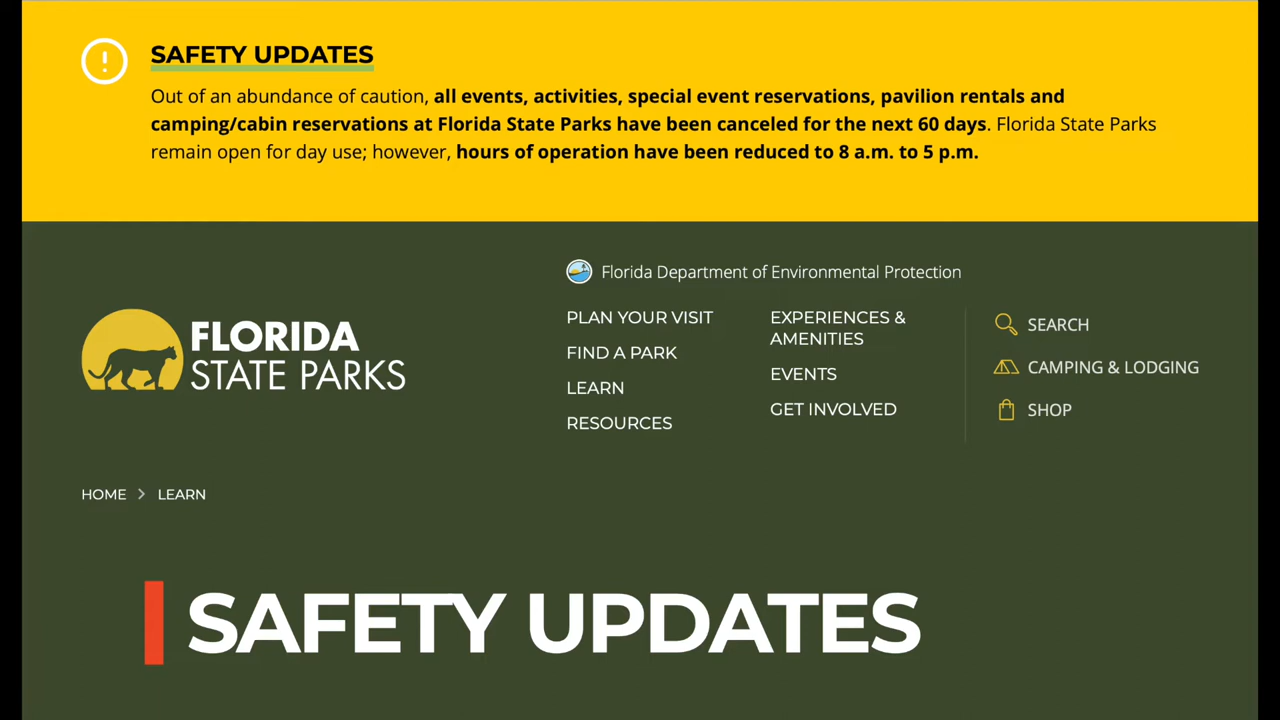 SAFETY UPDATES
Out of an abundance of caution, all events, activities, special event reservations, pavilion rentals and
camping/cabin reservations at Florida State Parks have been canceled for the next 60 days. Florida State Parks
remain open for day use; however, hours of operation have been reduced to 8 a.m. to 5 p.m.
Florida Department of Environmental Protection
FLORIDA
STATE PARKS
PLAN YOUR VISIT
FIND A PARK
LEARN
RESOURCES
EXPERIENCES &
AMENITIES
EVENTS
GET INVOLVED
SEARCH
CAMPING & LODGING
SHOP
HOME > LEARN
SAFETY UPDATES